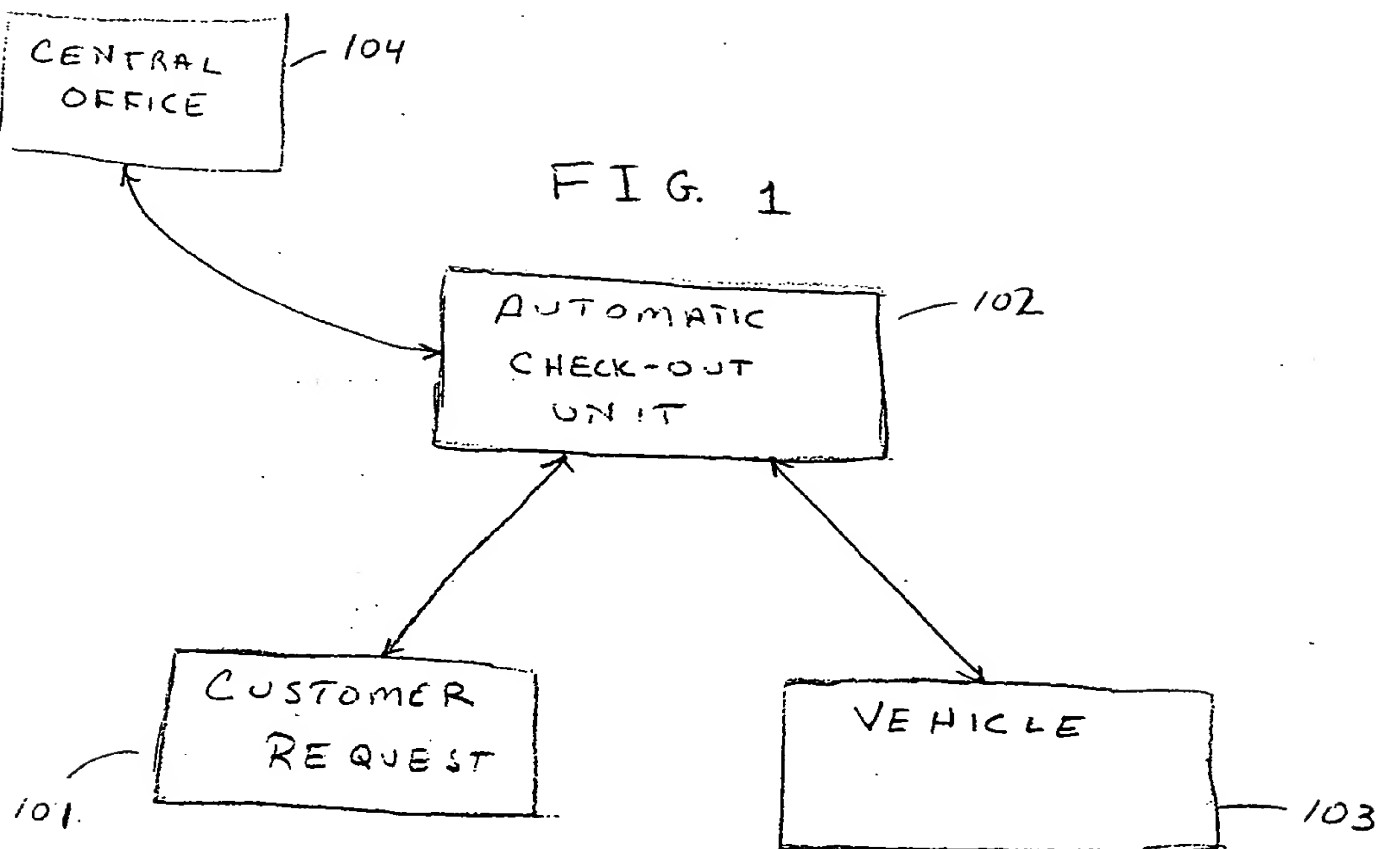 CENTRAL
OFFICE
104
FIG. 1
AUTOMATIC
CHECK-OUT
UNIT
102
CUSTOMER
REQUEST
101
VEHICLE
103